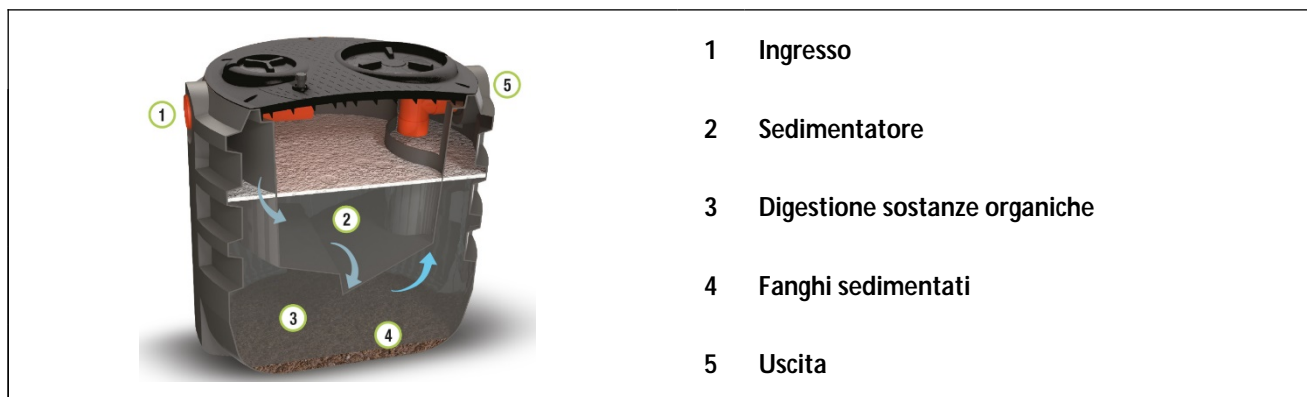 1
5
2
3
4
1 Ingresso
2 Sedimentatore
3 Digestione sostanze organiche
4 Fanghi sedimentati
5 Uscita